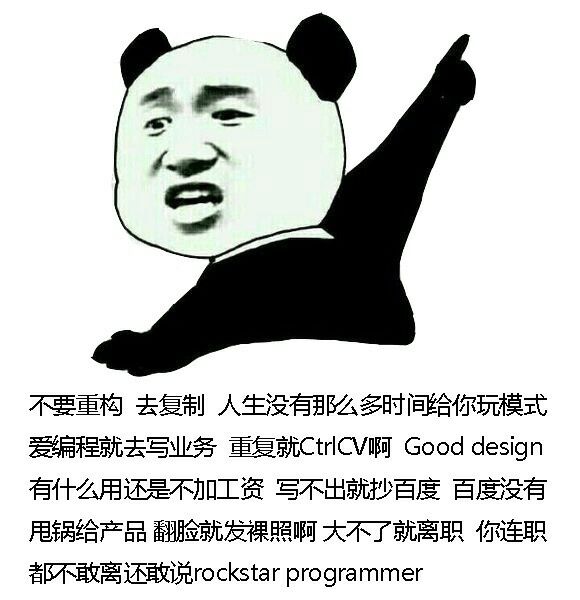 不要重构 去复制 人生没有那么多时间给你玩模式
爱编程就去写业务 重复就CtrlCV啊 Good design
有什么用还是不加工资 写不出就抄百度 百度没有
甩锅给产品 翻脸就发裸照啊 大不了就离职 你连职
都不敢离还敢说rockstar programmer